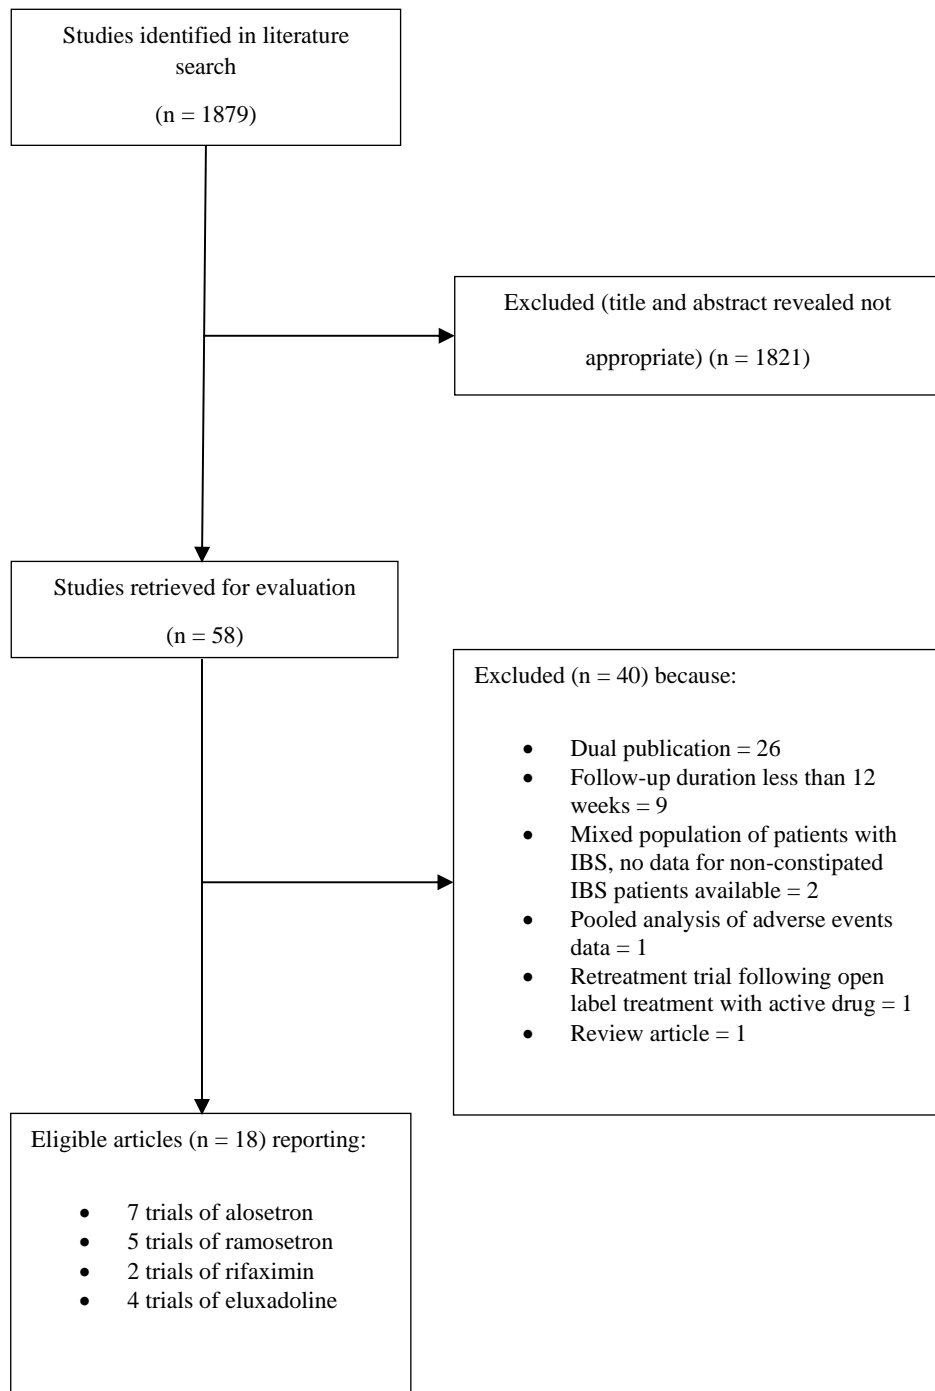 Studies identified in literature
search
(n = 1879)
Excluded (title and abstract revealed not
appropriate) (n = 1821)
Studies retrieved for evaluation
(n = 58)
Excluded (n = 40) because:
• Dual publication = 26
• Follow-up duration less than 12
weeks = 9
• Mixed population of patients with
IBS, no data for non-constipated
IBS patients available = 2
• Pooled analysis of adverse events
data = 1
• Retreatment trial following open
label treatment with active drug = 1
• Review article = 1
Eligible articles (n = 18) reporting:
• 7 trials of alosetron
• 5 trials of ramosetron
• 2 trials of rifaximin
• 4 trials of eluxadoline